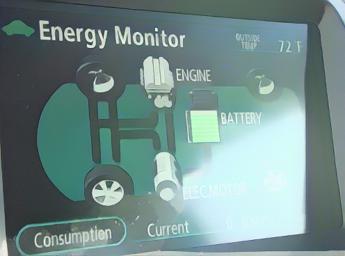 Energy Monitor
OUTSIDE
TEMP 72 F
ENGINE
BATTERY
ELEC.MOTOR
Consumption Current